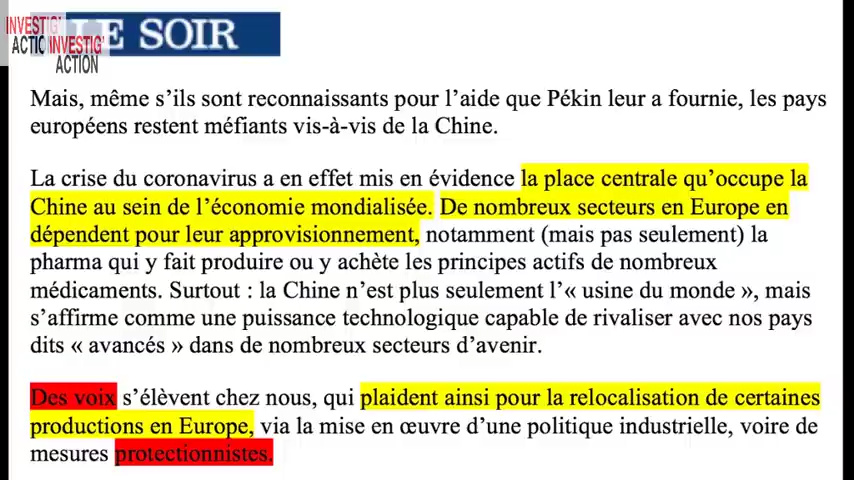 INVESTIG'
ACTION
INVESTIG'
ACTION
LE SOIR
Mais, même s’ils sont reconnaissants pour l’aide que Pékin leur a fournie, les pays
européens restent méfiants vis-à-vis de la Chine.
La crise du coronavirus a en effet mis en évidence la place centrale qu’occupe la
Chine au sein de l’économie mondialisée. De nombreux secteurs en Europe en
dépendent pour leur approvisionnement, notamment (mais pas seulement) la
pharma qui y fait produire ou y achète les principes actifs de nombreux
médicaments. Surtout : la Chine n’est plus seulement l’« usine du monde », mais
s’affirme comme une puissance technologique capable de rivaliser avec nos pays
dits « avancés » dans de nombreux secteurs d’avenir.
Des voix s’élèvent chez nous, qui plaident ainsi pour la relocalisation de certaines
productions en Europe, via la mise en œuvre d’une politique industrielle, voire de
mesures protectionnistes.